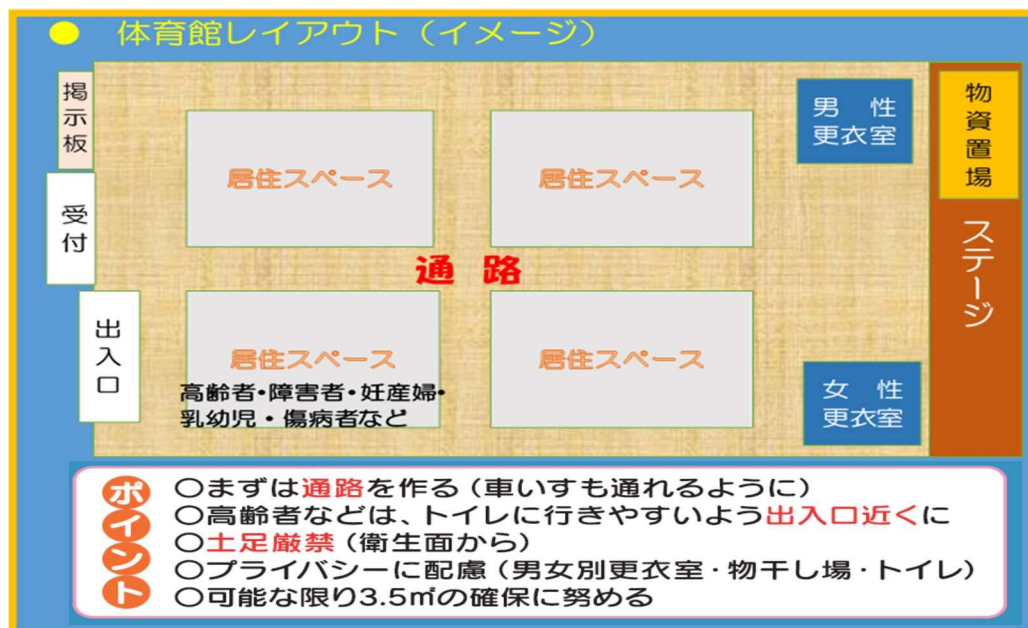 ● 体育館レイアウト(イメージ)
掲示板
受付
出入口
居住スペース
居住スペース
男性
更衣室
物資置場
ステージ
通路
居住スペース
高齢者・障害者・妊産婦・
乳幼児・傷病者など
居住スペース
女性
更衣室
ポイント
○まずは通路を作る(車いすも通れるように)
○高齢者などは、トイレに行きやすいよう出入口近くに
○土足厳禁(衛生面から)
○プライバシーに配慮(男女別更衣室・物干し場・トイレ)
○可能な限り3.5㎡の確保に努める